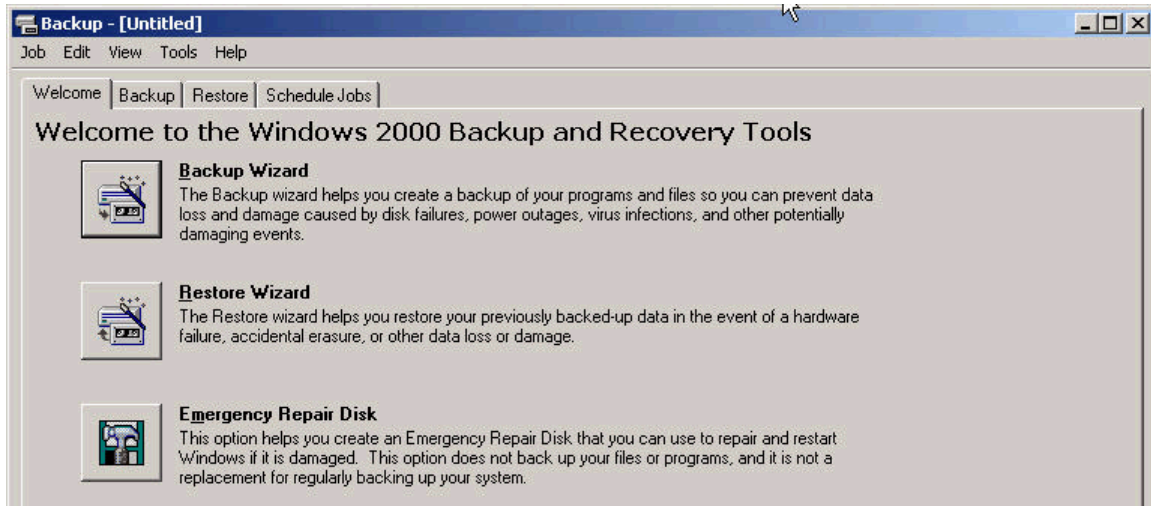 Backup - [Untitled]
Job Edit View Tools Help
Welcome Backup Restore Schedule Jobs
Welcome to the Windows 2000 Backup and Recovery Tools
Backup Wizard
The Backup wizard helps you create a backup of your programs and files so you can prevent data
loss and damage caused by disk failures, power outages, virus infections, and other potentially
damaging events.
Restore Wizard
The Restore wizard helps you restore your previously backed-up data in the event of a hardware
failure, accidental erasure, or other data loss or damage.
Emergency Repair Disk
This option helps you create an Emergency Repair Disk that you can use to repair and restart
Windows if it is damaged. This option does not back up your files or programs, and it is not a
replacement for regularly backing up your system.